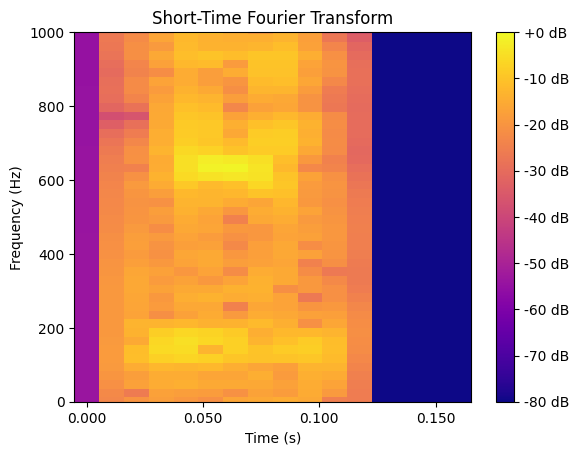 Short-Time Fourier Transform
1000
800
600
400
200
0
Frequency (Hz)
0.000
0.050
0.100
0.150
Time (s)
+0 dB
-10 dB
-20 dB
-30 dB
-40 dB
-50 dB
-60 dB
-70 dB
-80 dB